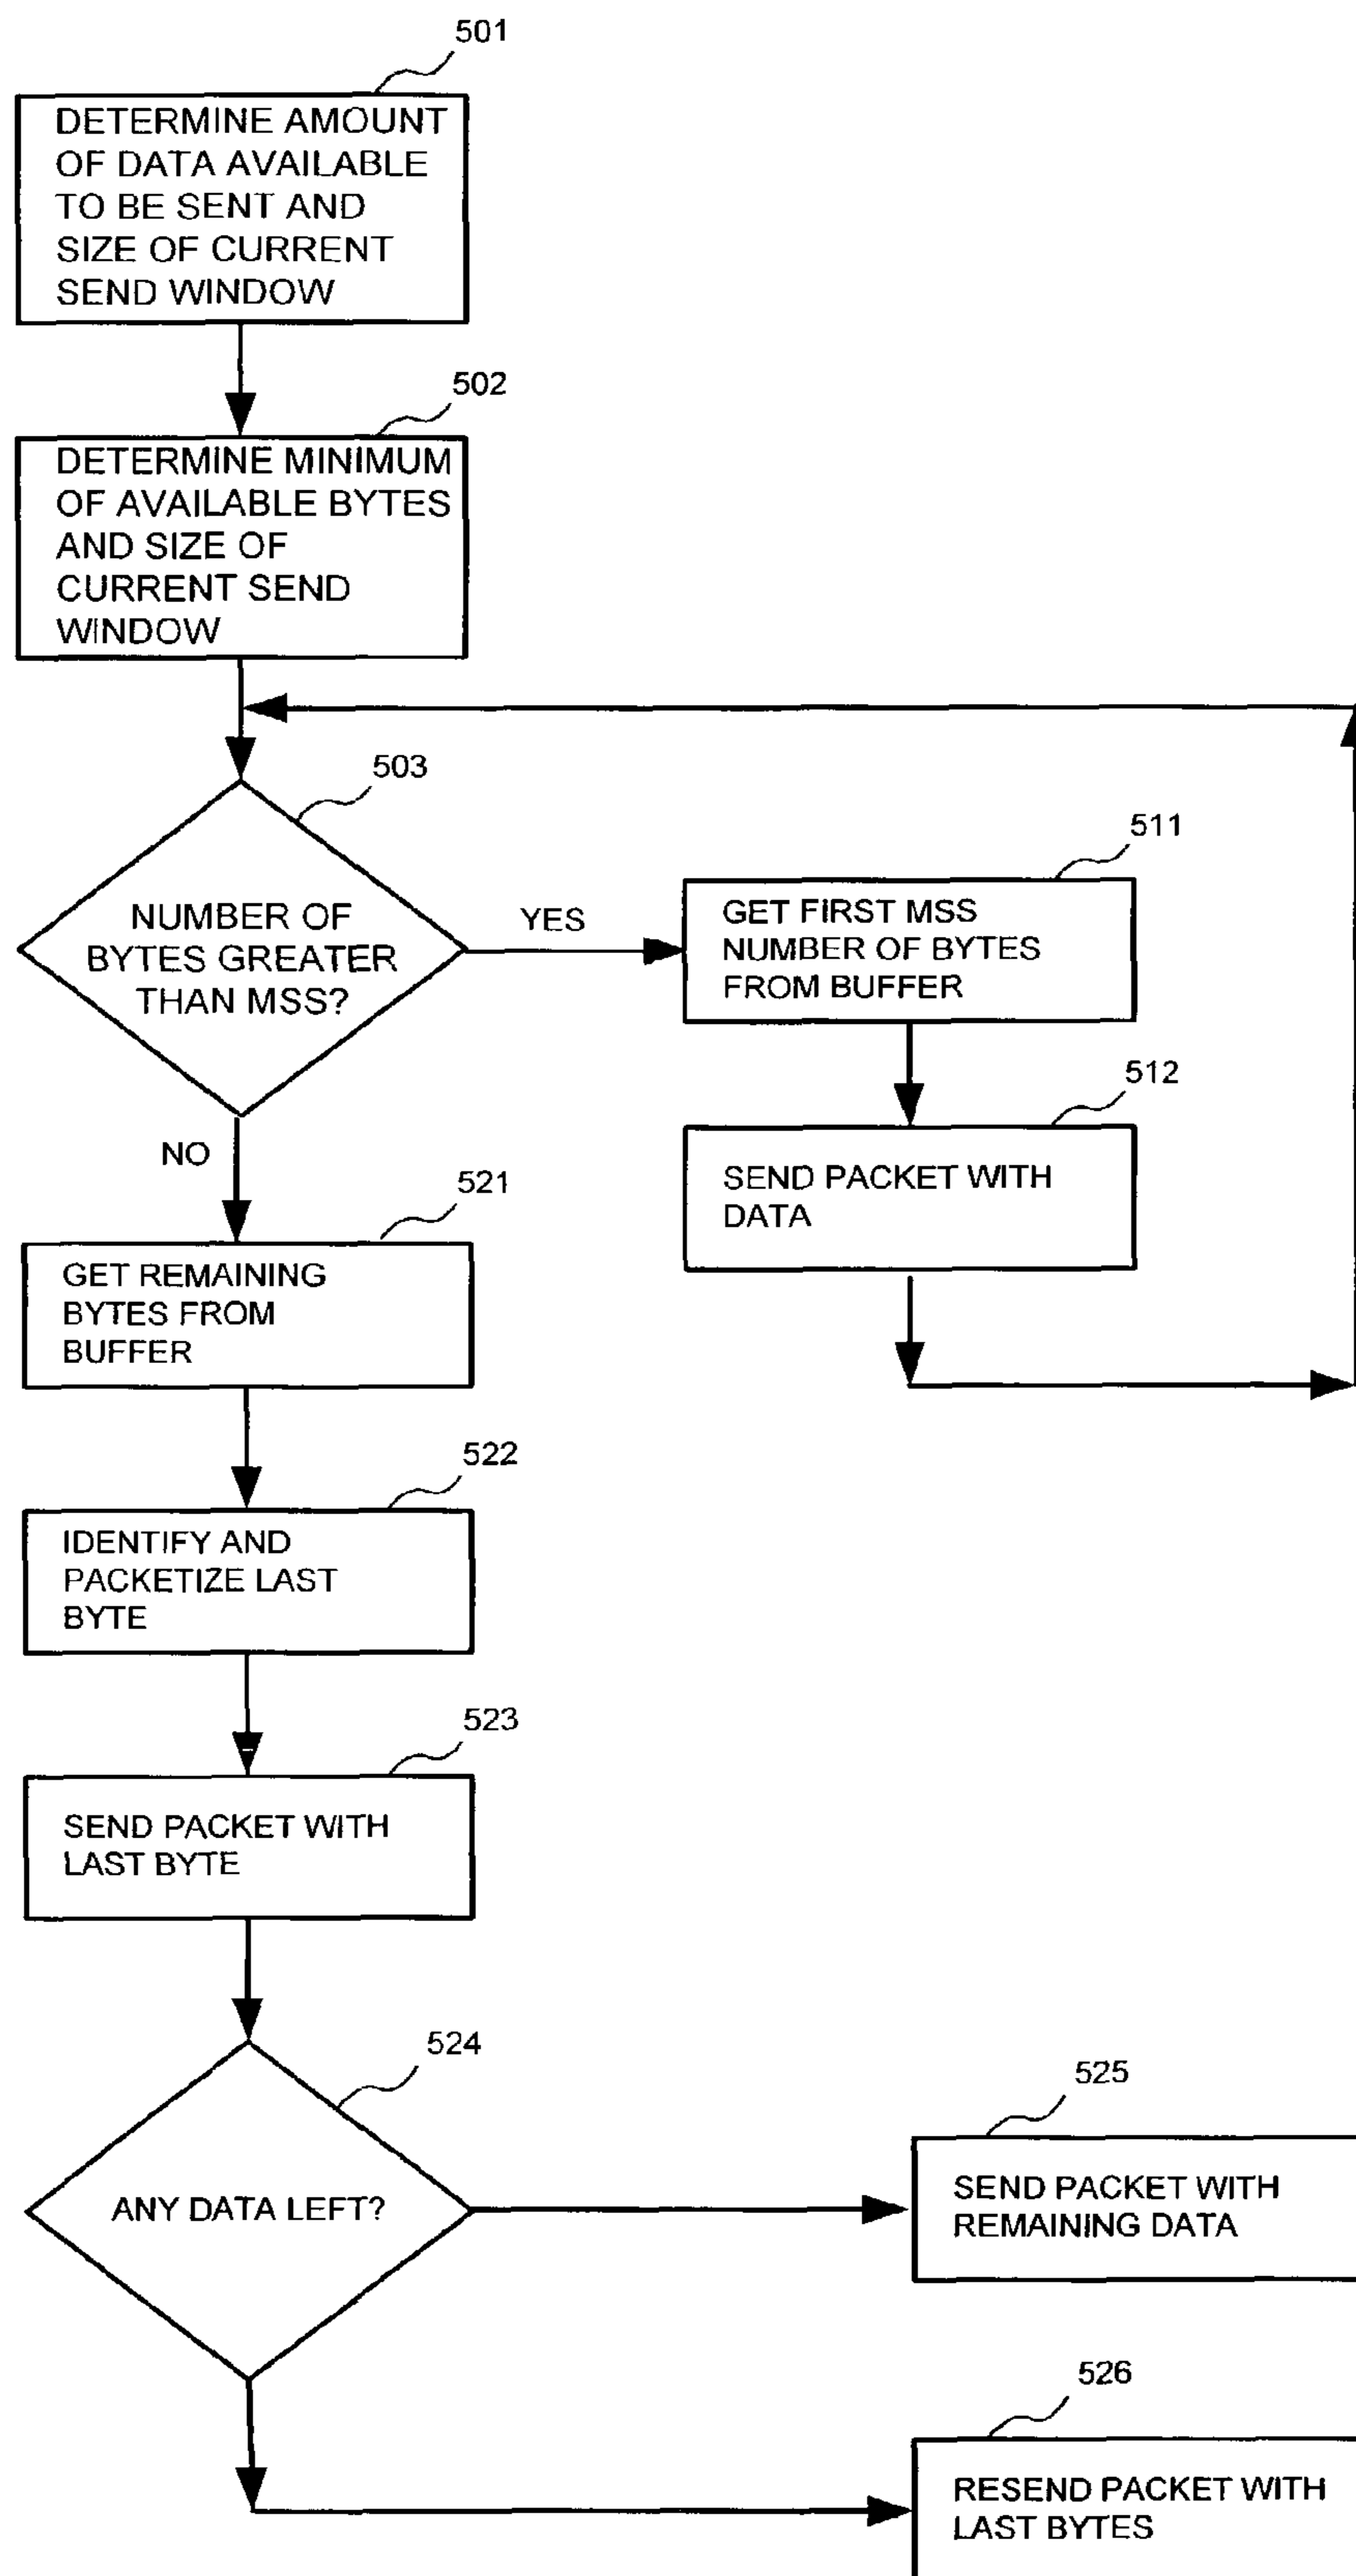 501
DETERMINE AMOUNT
OF DATA AVAILABLE
TO BE SENT AND
SIZE OF CURRENT
SEND WINDOW
502
DETERMINE MINIMUM
OF AVAILABLE BYTES
AND SIZE OF
CURRENT SEND
WINDOW
503
NUMBER OF
BYTES GREATER
THAN MSS?
YES
511
GET FIRST MSS
NUMBER OF BYTES
FROM BUFFER
512
SEND PACKET WITH
DATA
NO
521
GET REMAINING
BYTES FROM
BUFFER
522
IDENTIFY AND
PACKETIZE LAST
BYTE
523
SEND PACKET WITH
LAST BYTE
524
ANY DATA LEFT?
525
SEND PACKET WITH
REMAINING DATA
526
RESEND PACKET WITH
LAST BYTES